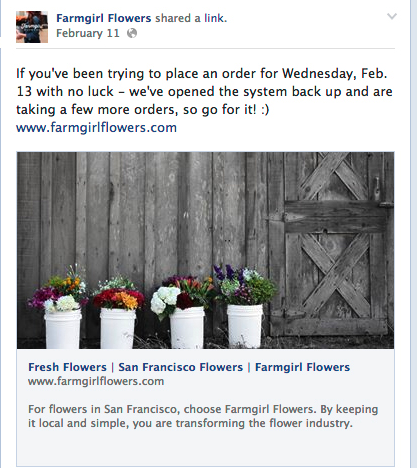 Farmgirl Flowers shared a link.
February 11
If you've been trying to place an order for Wednesday, Feb.
13 with no luck - we've opened the system back up and are
taking a few more orders, so go for it! :)
www.farmgirlflowers.com
Fresh Flowers | San Francisco Flowers | Farmgirl Flowers
www.farmgirlflowers.com
For flowers in San Francisco, choose Farmgirl Flowers. By keeping
it local and simple, you are transforming the flower industry.